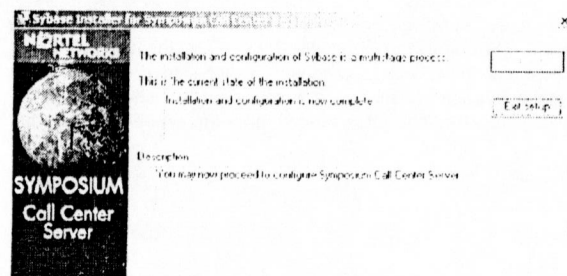 Sybase Installer for Symposium Call Center
NORTEL
NETWORKS
The installation and configuration of Sybase is a multi-stage process.
This is the current state of the installation
Installation and configuration is now complete
Exit setup
Description
You may now proceed to configure Symposium Call Center Server
SYMPOSIUM
Call Center
Server